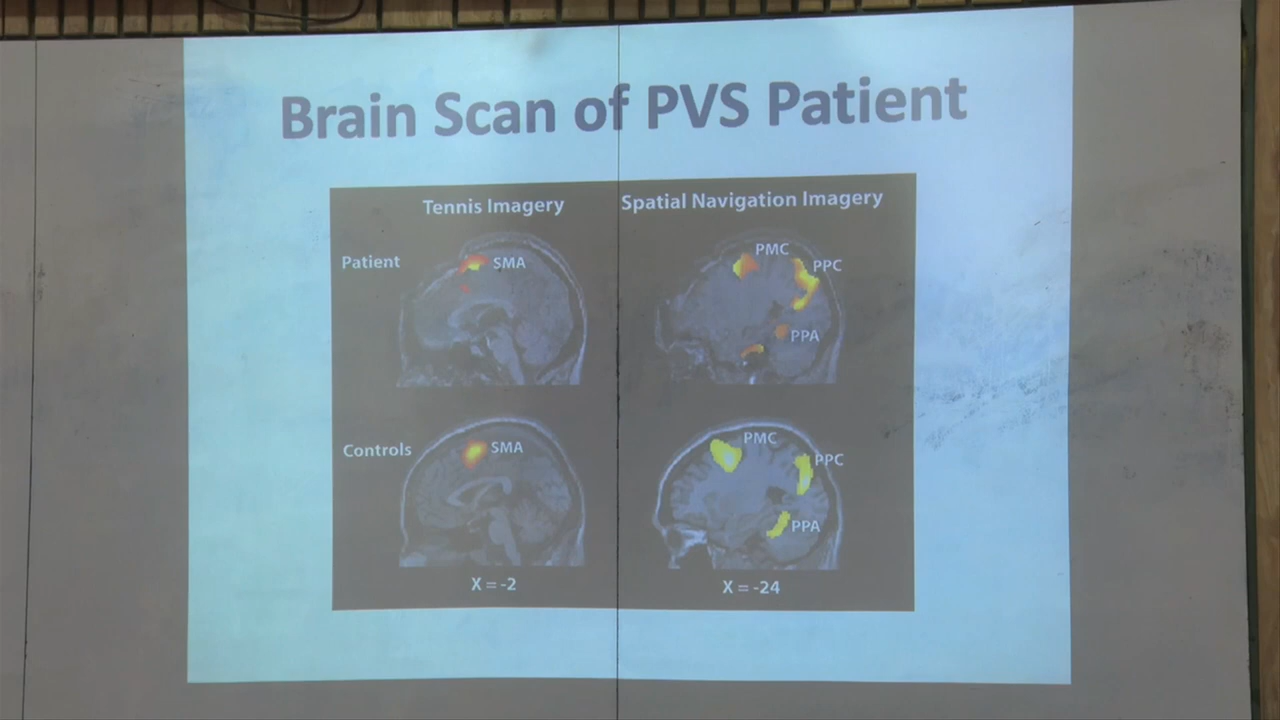 Brain Scan of PVS Patient
Tennis Imagery
Spatial Navigation Imagery
Patient
SMA
PMC
PPC
PPA
Controls
SMA
PMC
PPC
PPA
X = -2
X = -24